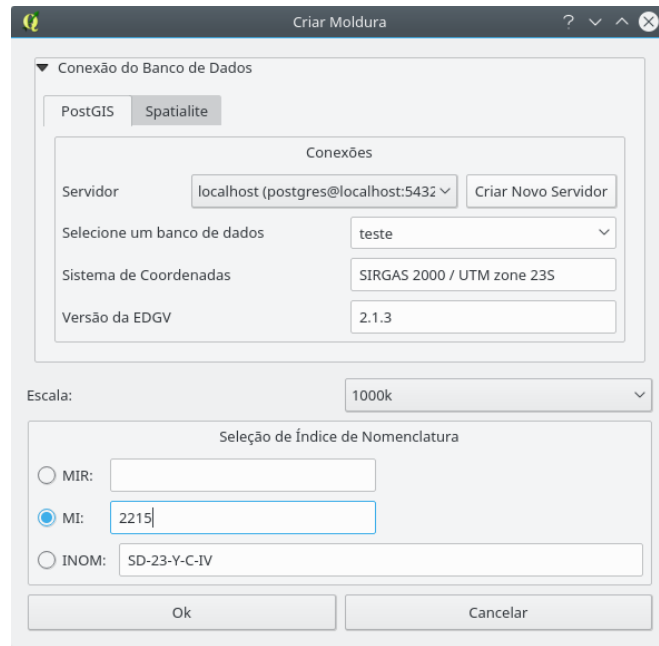 Criar Moldura
Conexão do Banco de Dados
PostGIS Spatialite
Conexões
Servidor localhost (postgres@localhost:5432 Criar Novo Servidor
Selecione um banco de dados teste
Sistema de Coordenadas SIRGAS 2000 / UTM zone 23S
Versão da EDGV 2.1.3
Escala: 1000k
Seleção de Índice de Nomenclatura
MIR:
MI: 2215
INOM: SD-23-Y-C-IV
Ok Cancelar